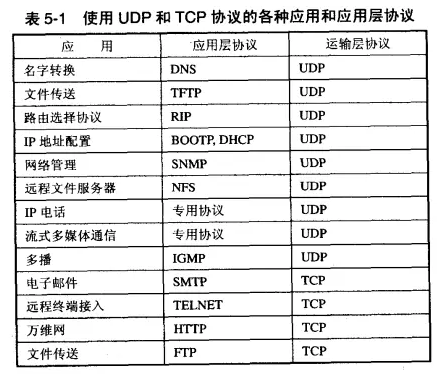 表 5-1 使用 UDP 和 TCP 协议的各种应用和应用层协议
应 用 应用层协议 运输层协议
名字转换 DNS UDP
文件传送 TFTP UDP
路由选择协议 RIP UDP
IP 地址配置 BOOTP, DHCP UDP
网络管理 SNMP UDP
远程文件服务器 NFS UDP
IP 电话 专用协议 UDP
流式多媒体通信 专用协议 UDP
多播 IGMP UDP
电子邮件 SMTP TCP
远程终端接入 TELNET TCP
万维网 HTTP TCP
文件传送 FTP TCP